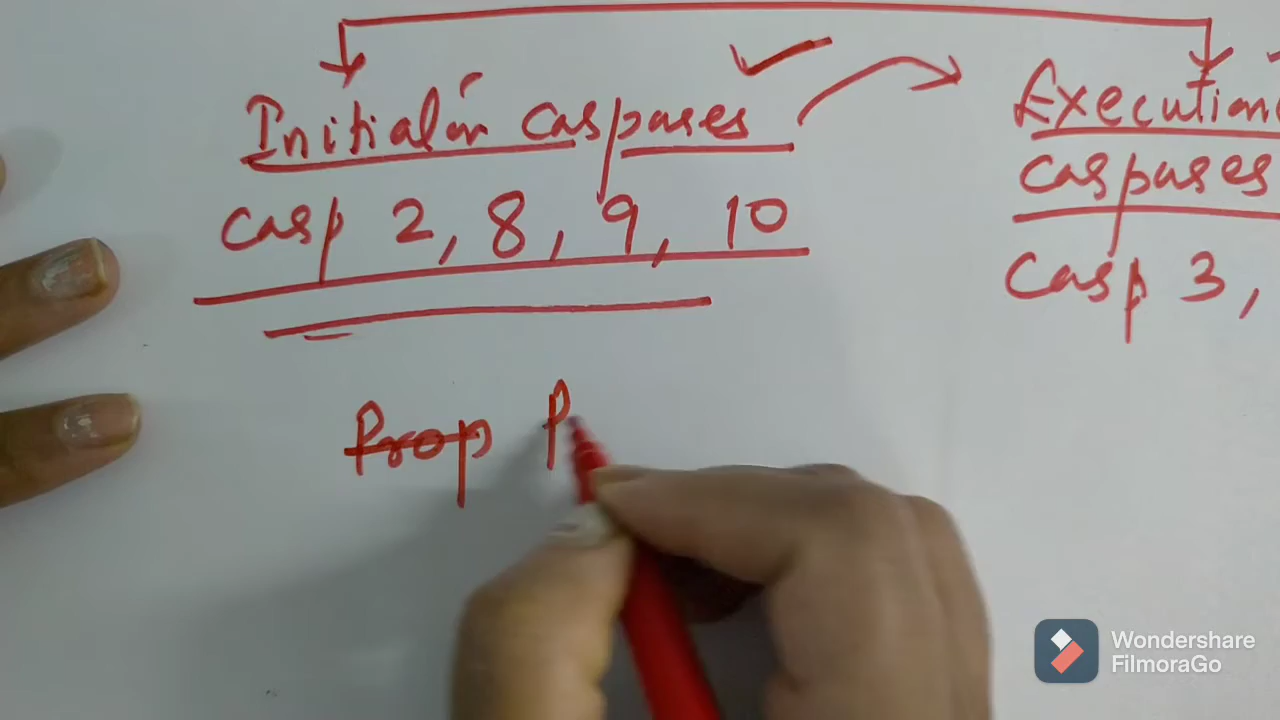 Initiator caspases
Casp 2, 8, 9, 10
Execution
caspases
Casp 3,
Prop P
Wondershare
FilmoraGo